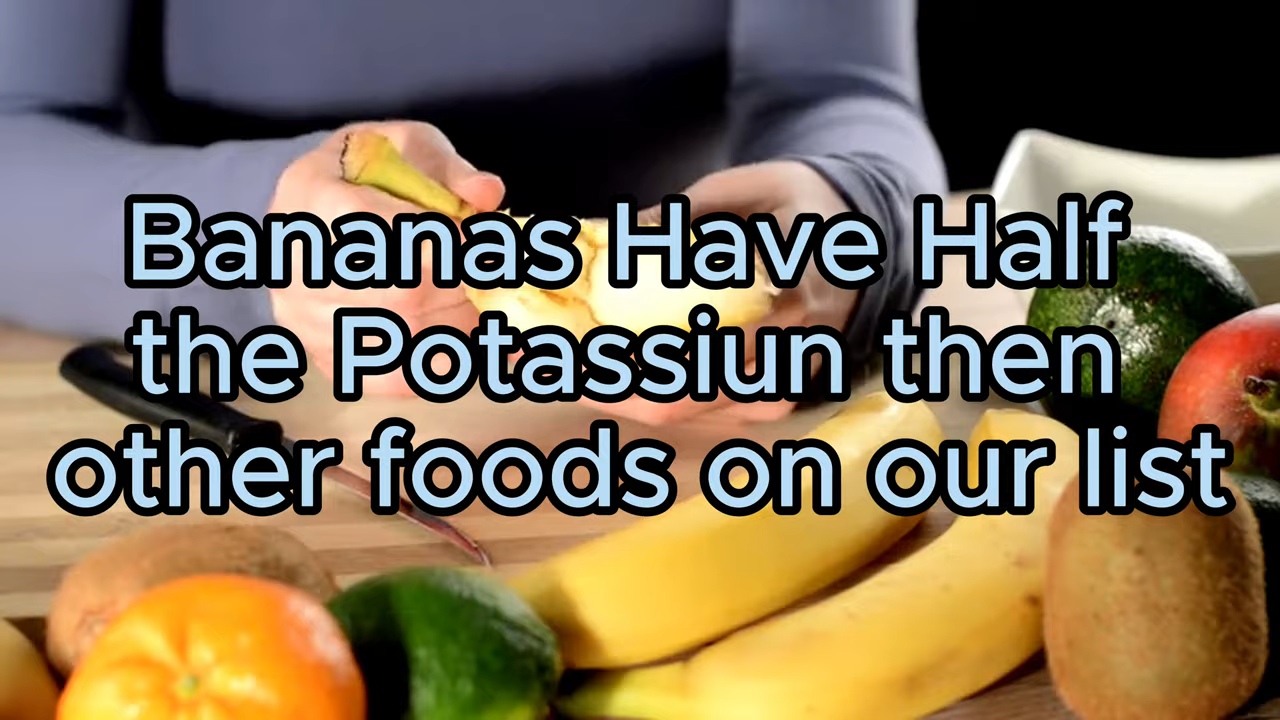 Bananas Have Half
the Potassiun then
other foods on our list